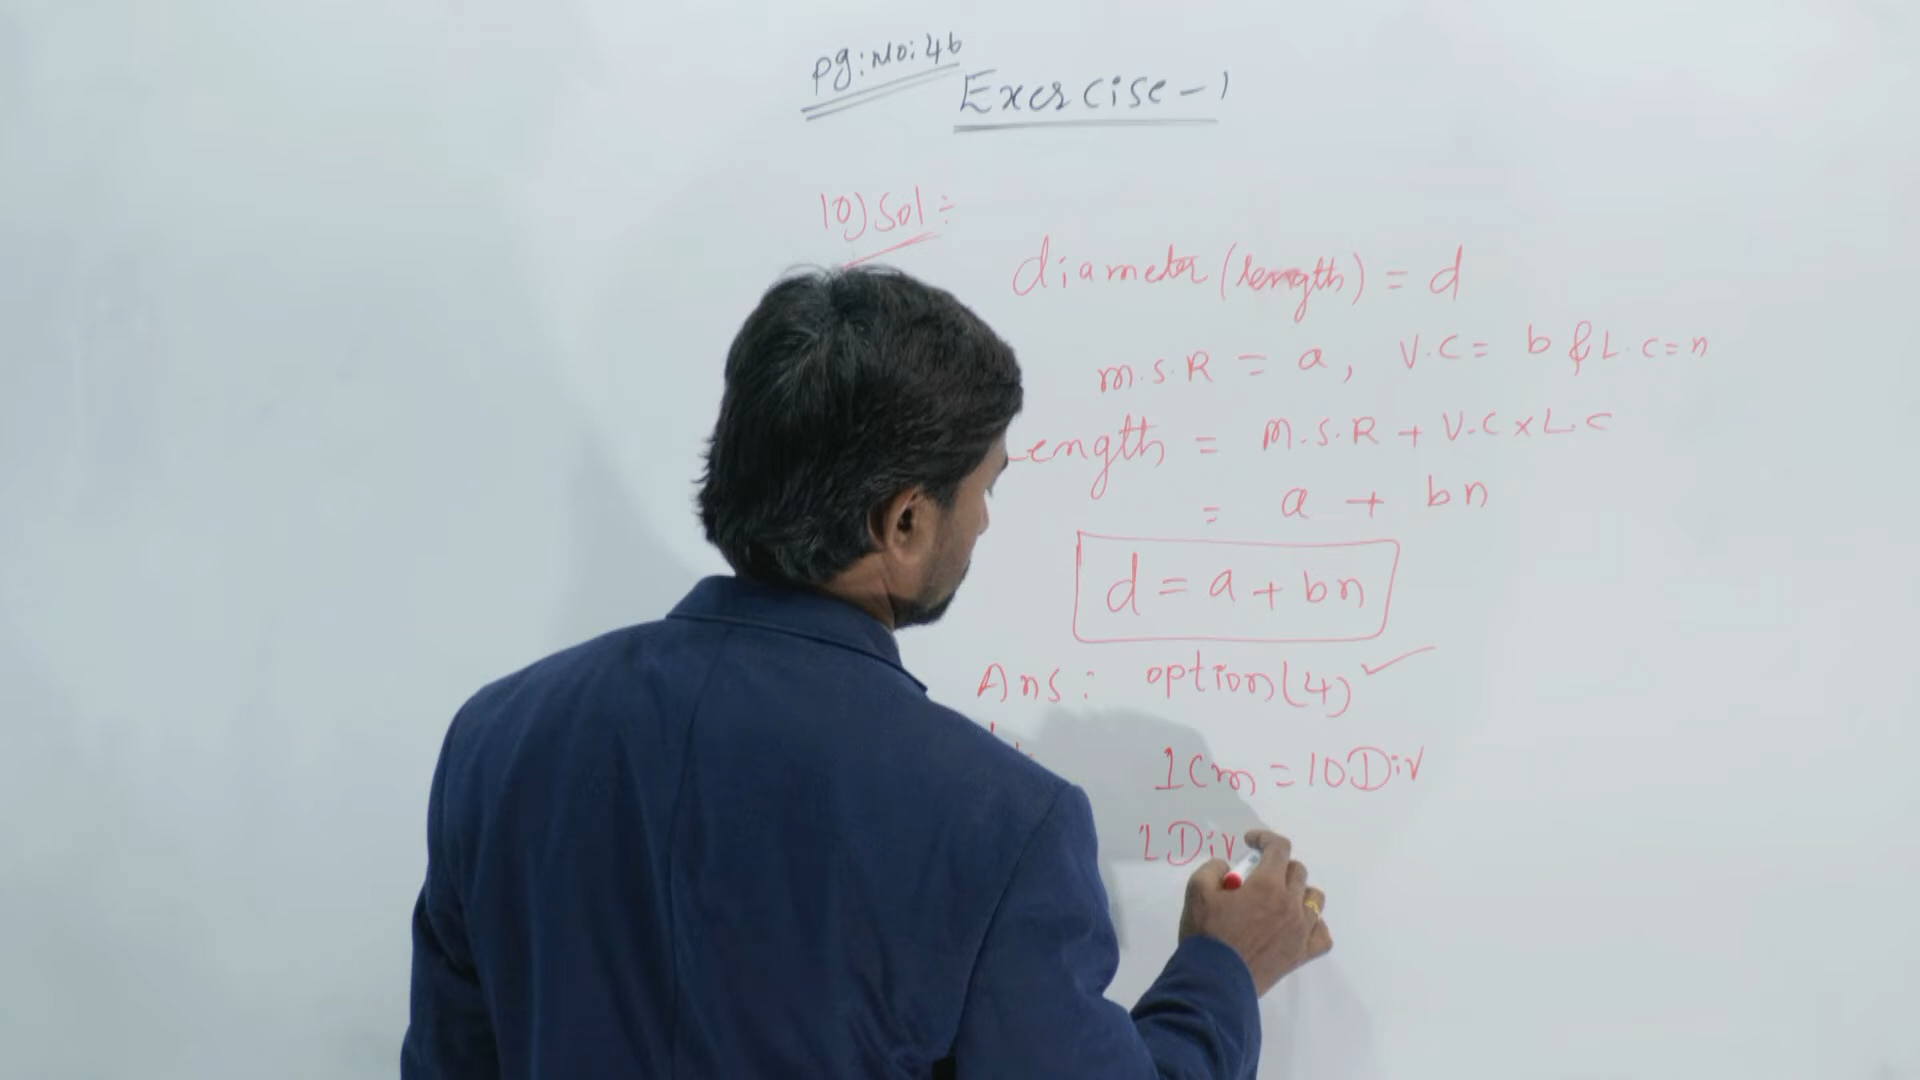 Pg:No:46
Exercise-1
10) Sol:-
diameter (length) = d
M.S.R = a, V.C = b & L.C = n
Length = M.S.R + V.C x L.C
= a + bn
d = a + bn
Ans: option (4) ✓
1Cm = 10Div
1Div